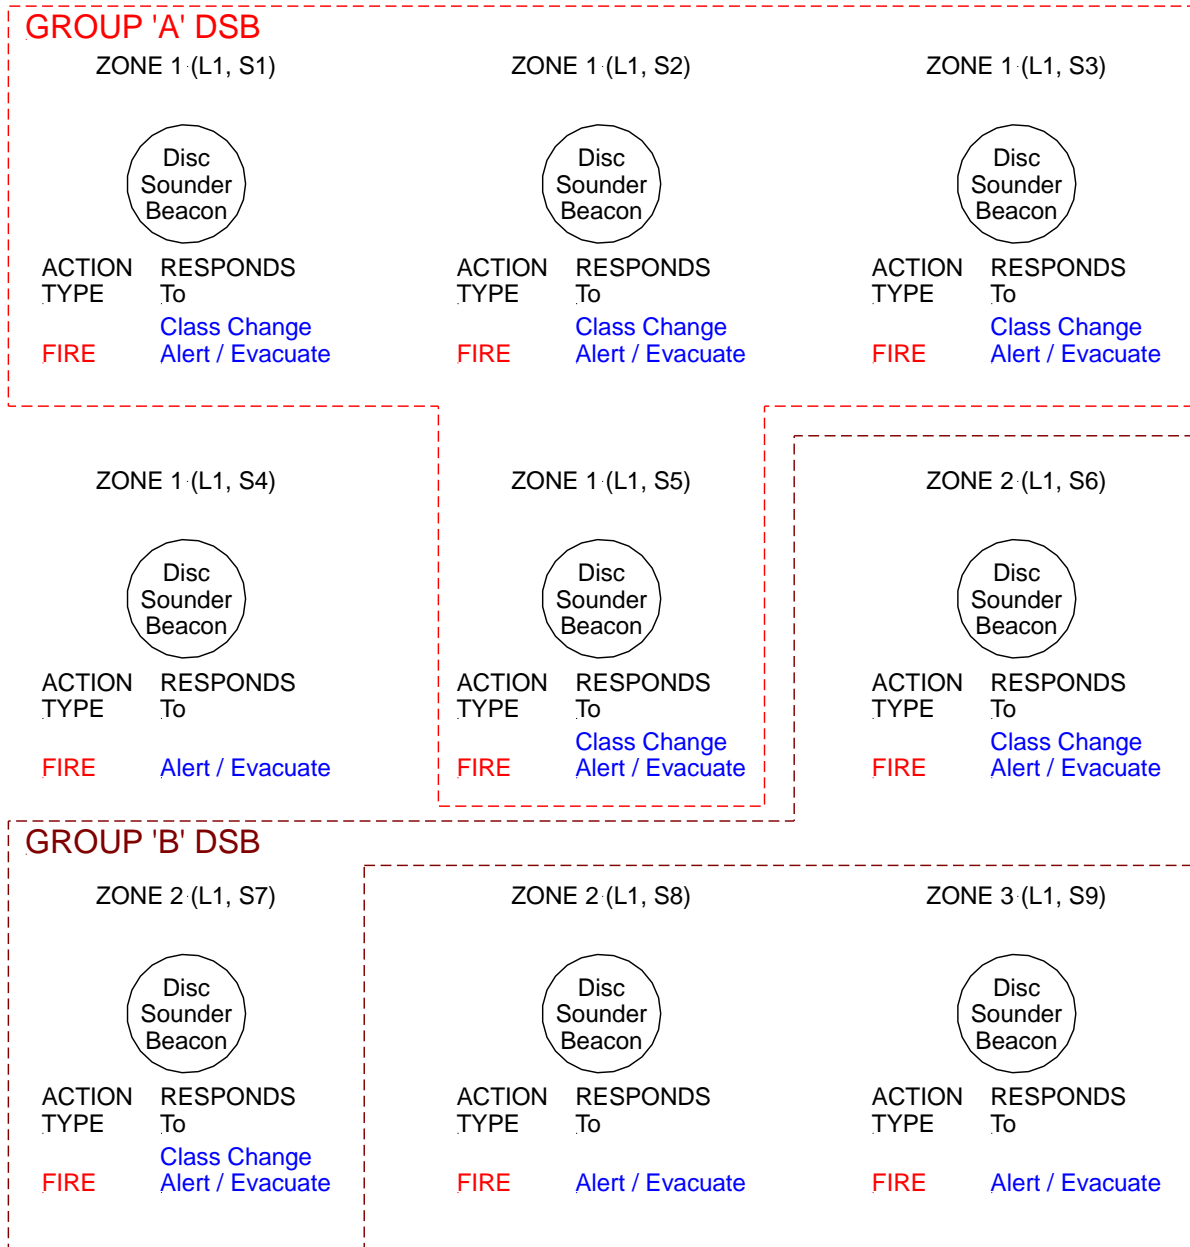 GROUP 'A' DSB
ZONE 1 (L1, S1)
ZONE 1 (L1, S2)
ZONE 1 (L1, S3)
Disc
Sounder
Beacon
Disc
Sounder
Beacon
Disc
Sounder
Beacon
ACTION RESPONDS
TYPE To
Class Change
FIRE Alert / Evacuate
ACTION RESPONDS
TYPE To
Class Change
FIRE Alert / Evacuate
ACTION RESPONDS
TYPE To
Class Change
FIRE Alert / Evacuate
ZONE 1 (L1, S4)
ZONE 1 (L1, S5)
ZONE 2 (L1, S6)
Disc
Sounder
Beacon
Disc
Sounder
Beacon
Disc
Sounder
Beacon
ACTION RESPONDS
TYPE To
FIRE Alert / Evacuate
ACTION RESPONDS
TYPE To
Class Change
FIRE Alert / Evacuate
ACTION RESPONDS
TYPE To
Class Change
FIRE Alert / Evacuate
GROUP 'B' DSB
ZONE 2 (L1, S7)
ZONE 2 (L1, S8)
ZONE 3 (L1, S9)
Disc
Sounder
Beacon
Disc
Sounder
Beacon
Disc
Sounder
Beacon
ACTION RESPONDS
TYPE To
Class Change
FIRE Alert / Evacuate
ACTION RESPONDS
TYPE To
FIRE Alert / Evacuate
ACTION RESPONDS
TYPE To
FIRE Alert / Evacuate